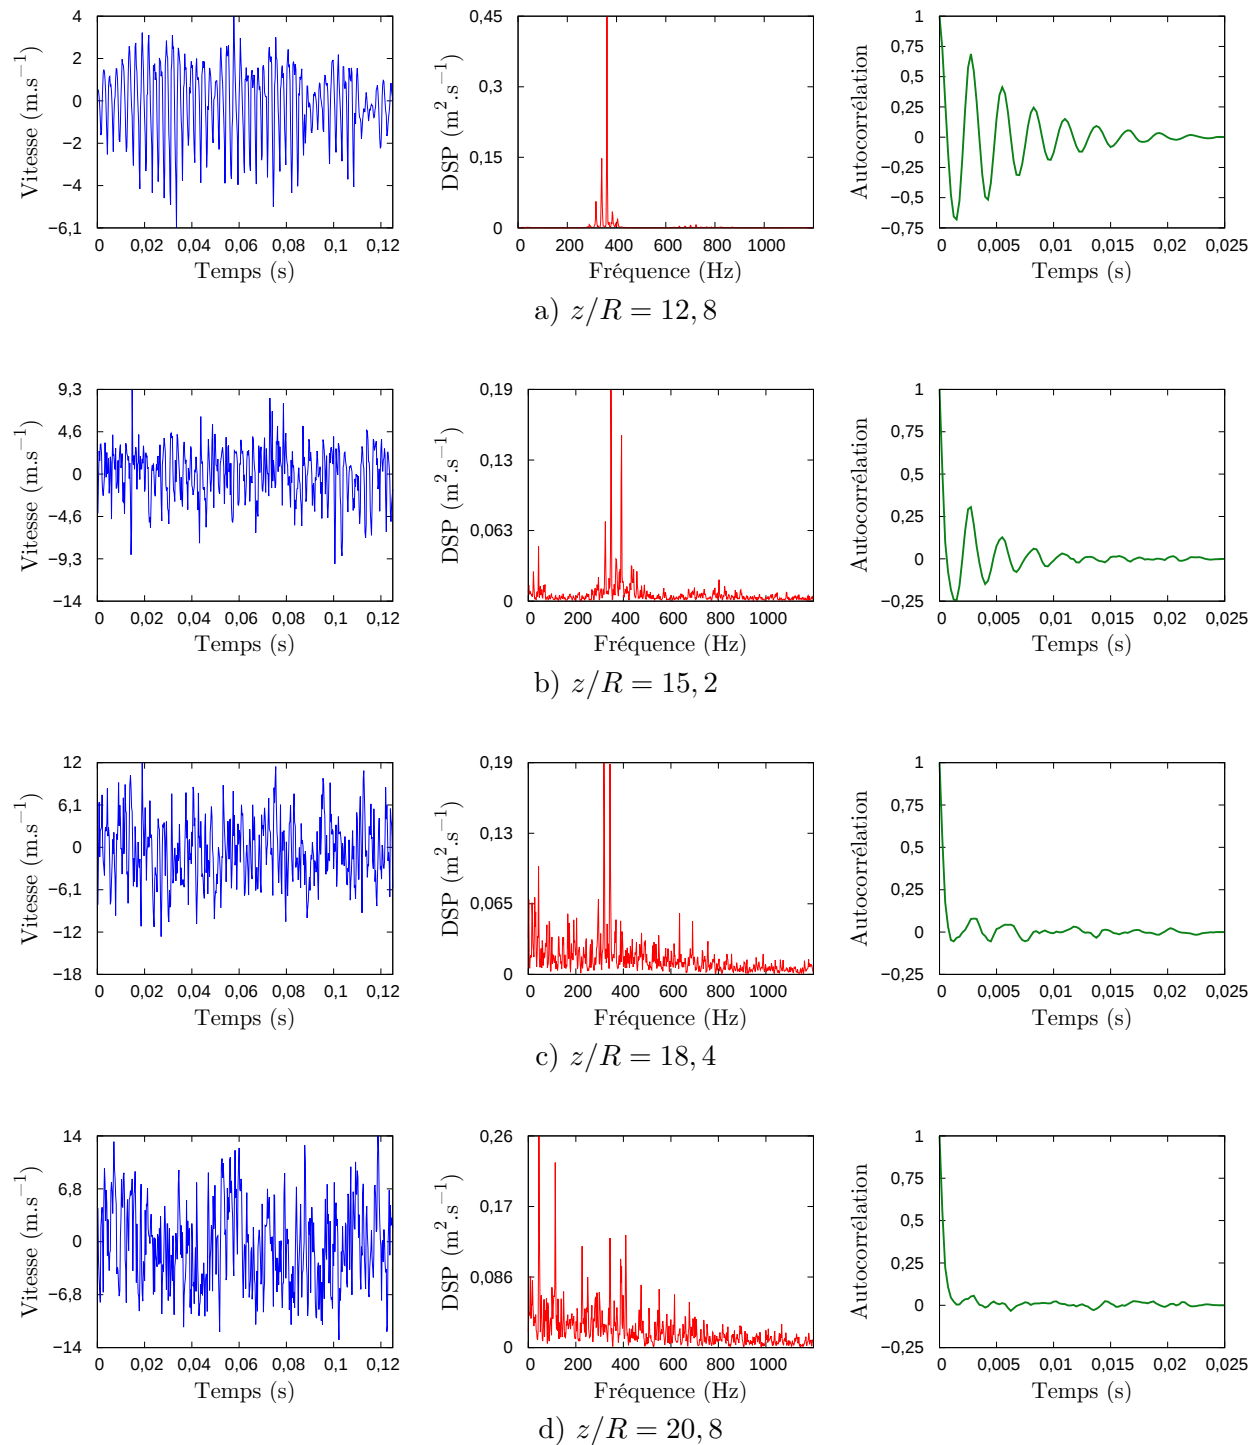 4
2
0
−2
−4
−6,1
0 0,02 0,04 0,06 0,08 0,1 0,12
Vitesse (m.s−1)
Temps (s)
0,45
0,3
0,15
0
0 200 400 600 800 1000
DSP (m2.s−1)
Fréquence (Hz)
1
0,75
0,5
0,25
0
−0,25
−0,5
−0,75
0 0,005 0,01 0,015 0,02 0,025
Autocorrélation
Temps (s)
a) z/R = 12, 8
9,3
4,6
0
−4,6
−9,3
−14
0 0,02 0,04 0,06 0,08 0,1 0,12
Vitesse (m.s−1)
Temps (s)
0,19
0,13
0,063
0
0 200 400 600 800 1000
DSP (m2.s−1)
Fréquence (Hz)
1
0,75
0,5
0,25
0
−0,25
0 0,005 0,01 0,015 0,02 0,025
Autocorrélation
Temps (s)
b) z/R = 15, 2
12
6,1
0
−6,1
−12
−18
0 0,02 0,04 0,06 0,08 0,1 0,12
Vitesse (m.s−1)
Temps (s)
0,19
0,13
0,065
0
0 200 400 600 800 1000
DSP (m2.s−1)
Fréquence (Hz)
1
0,75
0,5
0,25
0
−0,25
0 0,005 0,01 0,015 0,02 0,025
Autocorrélation
Temps (s)
c) z/R = 18, 4
14
6,8
0
−6,8
−14
0 0,02 0,04 0,06 0,08 0,1 0,12
Vitesse (m.s−1)
Temps (s)
0,26
0,17
0,086
0
0 200 400 600 800 1000
DSP (m2.s−1)
Fréquence (Hz)
1
0,75
0,5
0,25
0
−0,25
0 0,005 0,01 0,015 0,02 0,025
Autocorrélation
Temps (s)
d) z/R = 20, 8